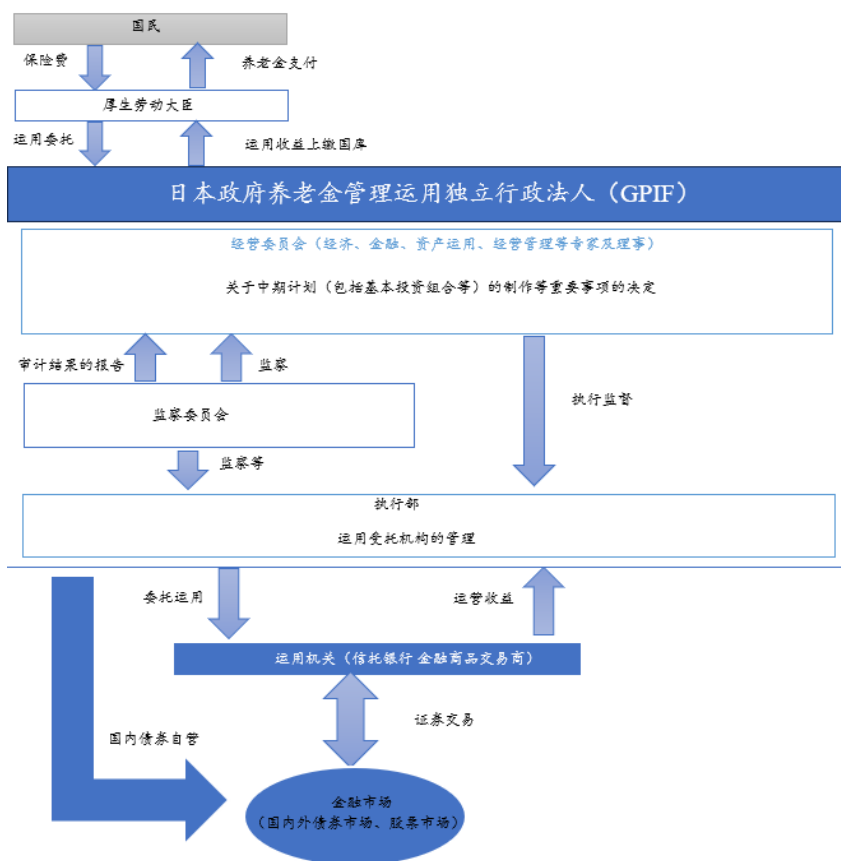 国民
保险费
养老金支付
厚生劳动大臣
运用委托
运用收益上缴国库
日本政府养老金管理运用独立行政法人（GPIF）
经营委员会（经济、金融、资产运用、经营管理等专家及理事）
关于中期计划（包括基本投资组合等）的制作等重要事项的决定
审计结果的报告
监察
执行监督
监察委员会
监察等
执行部
运用受托机构的管理
委托运用
运营收益
运用机关（信托银行 金融商品交易商）
证券交易
国内债券自营
金融市场
（国内外债券市场、股票市场）